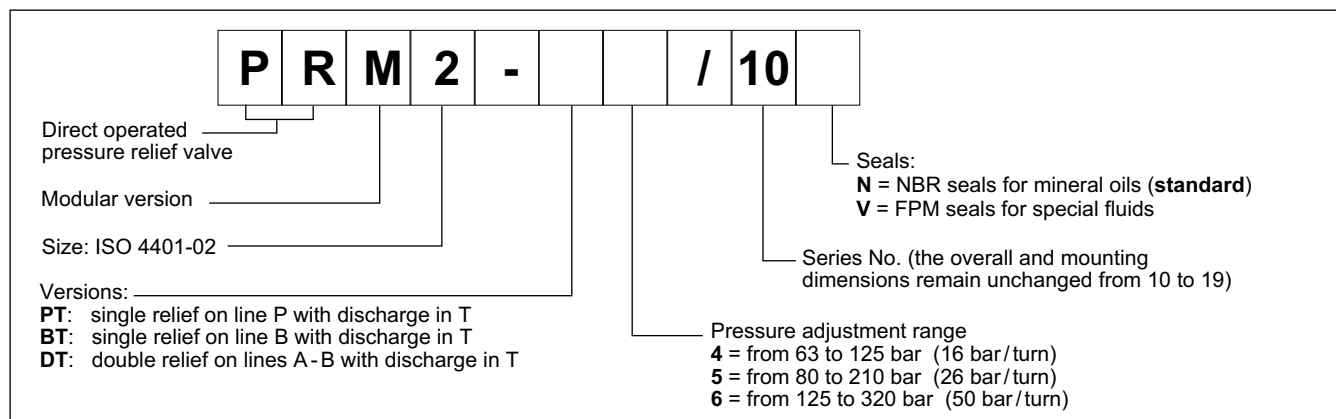 P R M 2 - / 10
Direct operated
pressure relief valve
Modular version
Size: ISO 4401-02
Versions:
PT: single relief on line P with discharge in T
BT: single relief on line B with discharge in T
DT: double relief on lines A-B with discharge in T
Seals:
N = NBR seals for mineral oils (standard)
V = FPM seals for special fluids
Series No. (the overall and mounting
dimensions remain unchanged from 10 to 19)
Pressure adjustment range
4 = from 63 to 125 bar (16 bar/turn)
5 = from 80 to 210 bar (26 bar/turn)
6 = from 125 to 320 bar (50 bar/turn)